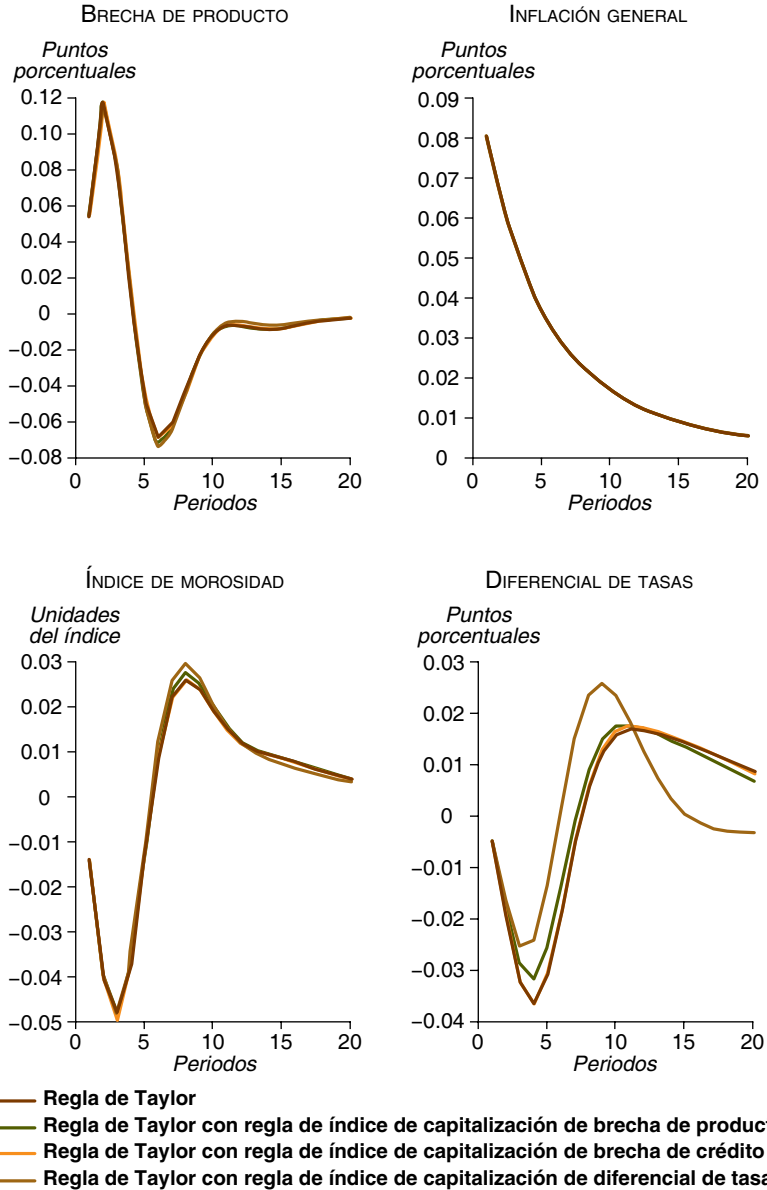 BRECHA DE PRODUCTO
Puntos
porcentuales
0.12
0.10
0.08
0.06
0.04
0.02
0
−0.02
−0.04
−0.06
−0.08
0 5 10 15 20
Periodos
INFLACIÓN GENERAL
Puntos
porcentuales
0.09
0.08
0.07
0.06
0.05
0.04
0.03
0.02
0.01
0
0 5 10 15 20
Periodos
ÍNDICE DE MOROSIDAD
Unidades
del índice
0.03
0.02
0.01
0
−0.01
−0.02
−0.03
−0.04
−0.05
0 5 10 15 20
Periodos
DIFERENCIAL DE TASAS
Puntos
porcentuales
0.03
0.02
0.01
0
−0.01
−0.02
−0.03
−0.04
0 5 10 15 20
Periodos
Regla de Taylor
Regla de Taylor con regla de índice de capitalización de brecha de product
Regla de Taylor con regla de índice de capitalización de brecha de crédito
Regla de Taylor con regla de índice de capitalización de diferencial de tasa